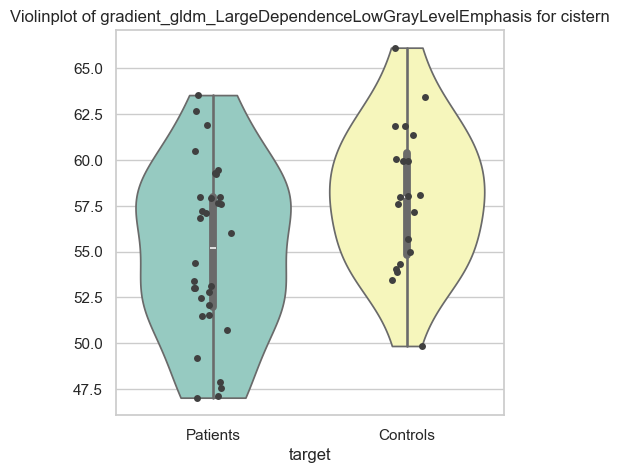 Violinplot of gradient_gldm_LargeDependenceLowGrayLevelEmphasis for cistern
65.0
62.5
60.0
57.5
55.0
52.5
50.0
47.5
Patients Controls
target